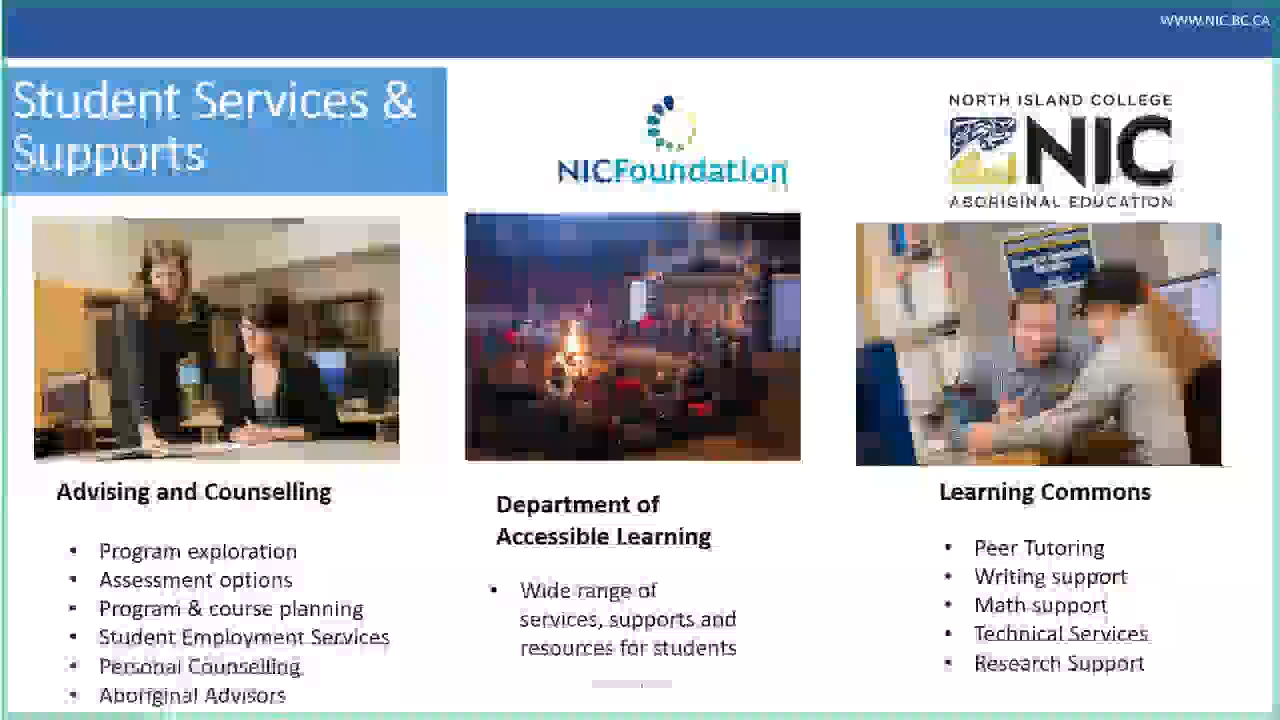 WWW.NIC.BC.CA
Student Services &
Supports
NICFoundation
NORTH ISLAND COLLEGE
NIC
ABORIGINAL EDUCATION
Advising and Counselling
• Program exploration
• Assessment options
• Program & course planning
• Student Employment Services
• Personal Counselling
• Aboriginal Advisors
Department of
Accessible Learning
• Wide range of
services, supports and
resources for students
Learning Commons
• Peer Tutoring
• Writing support
• Math support
• Technical Services
• Research Support